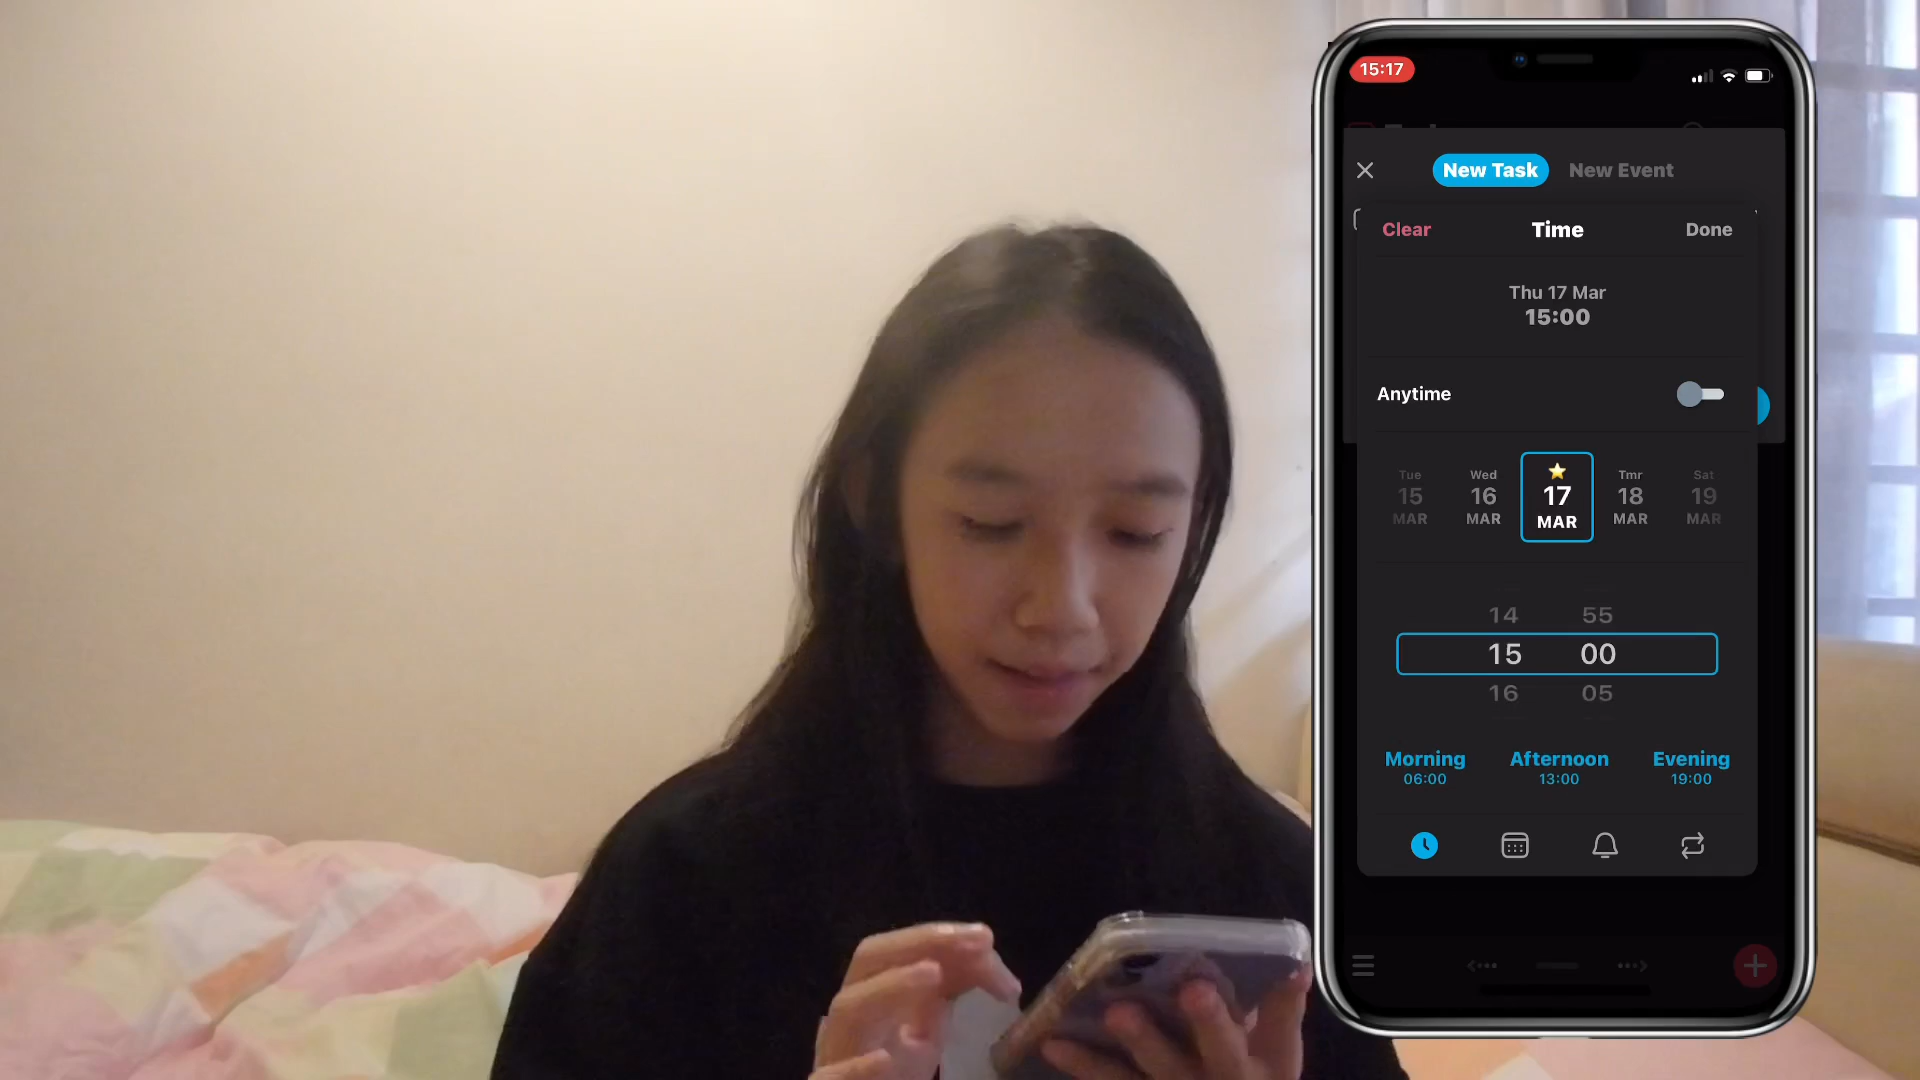 15:17
New Task New Event
Clear Time Done
Thu 17 Mar
15:00
Anytime
Tue Wed Tmr Sat
15 16 17 18 19
MAR MAR MAR MAR MAR
14 55
15 00
16 05
Morning Afternoon Evening
06:00 13:00 19:00